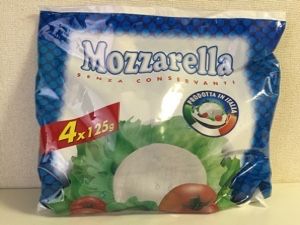 Mozzarella
SENZA CONSERVANTI
PRODOTTA IN ITALIA
4x125g